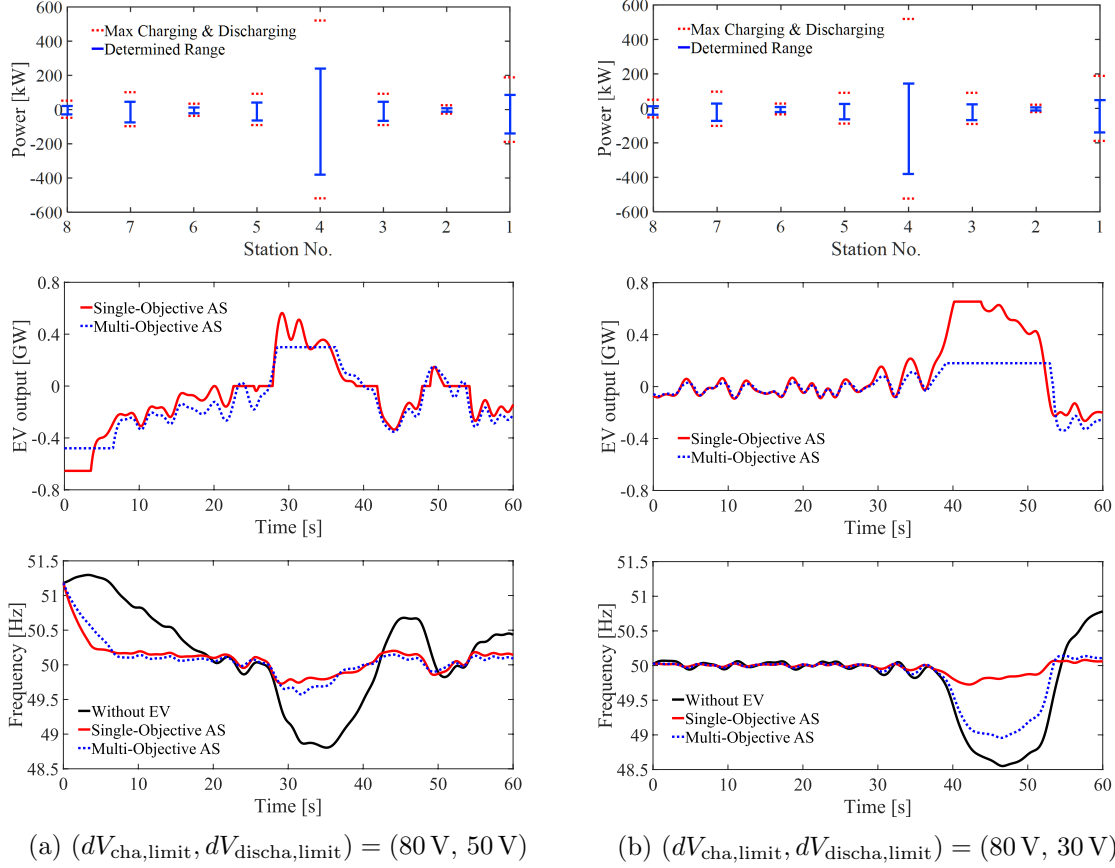 600
400
200
0
-200
-400
-600
Power [kW]
Max Charging & Discharging
Determined Range
8 7 6 5 4 3 2 1
Station No.
600
400
200
0
-200
-400
-600
Power [kW]
Max Charging & Discharging
Determined Range
8 7 6 5 4 3 2 1
Station No.
0.8
0.4
0
-0.4
-0.8
EV output [GW]
Single-Objective AS
Multi-Objective AS
0 10 20 30 40 50 60
Time [s]
0.8
0.4
0
-0.4
-0.8
EV output [GW]
Single-Objective AS
Multi-Objective AS
0 10 20 30 40 50 60
Time [s]
51.5
51
50.5
50
49.5
49
48.5
Frequency [Hz]
Without EV
Single-Objective AS
Multi-Objective AS
0 10 20 30 40 50 60
Time [s]
51.5
51
50.5
50
49.5
49
48.5
Frequency [Hz]
Without EV
Single-Objective AS
Multi-Objective AS
0 10 20 30 40 50 60
Time [s]
(a) (dVcha,limit, dVdischa,limit) = (80 V, 50 V)
(b) (dVcha,limit, dVdischa,limit) = (80 V, 30 V)